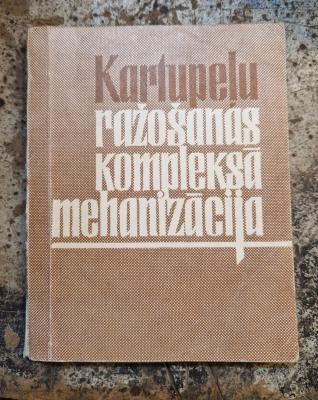 Kartupeļu
ražošanas
kompleksā
mehanizācija